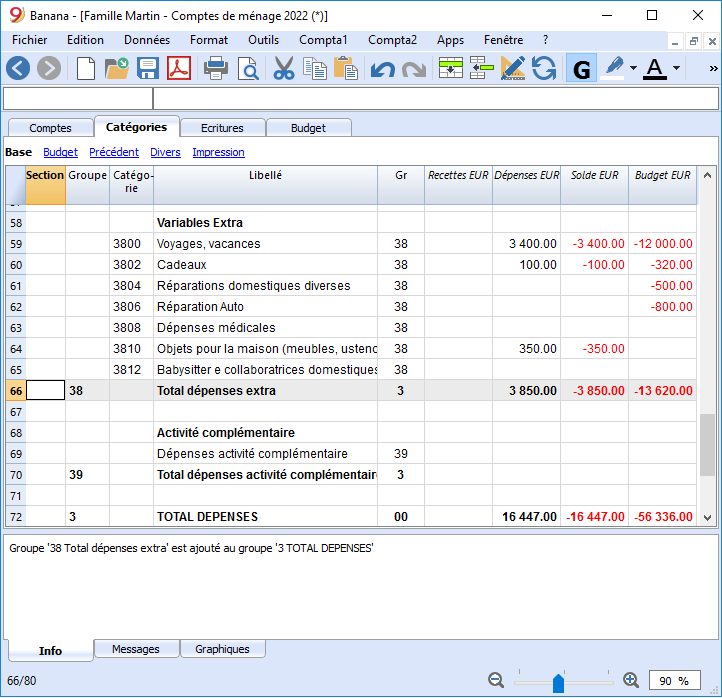 Banana - [Famille Martin - Comptes de ménage 2022 (*)]
Fichier Edition Données Format Outils Compta1 Compta2 Apps Fenêtre ?
G A »
Comptes Catégories Ecritures Budget
Base Budget Précédent Divers Impression
Section Groupe Catégo- Libellé Gr Recettes EUR Dépenses EUR Solde EUR Budget EUR
rie
58 Variables Extra
59 3800 Voyages, vacances 38 3 400.00 -3 400.00 -12 000.00
60 3802 Cadeaux 38 100.00 -100.00 -320.00
61 3804 Réparations domestiques diverses 38 -500.00
62 3806 Réparation Auto 38 -800.00
63 3808 Dépenses médicales 38
64 3810 Objets pour la maison (meubles, ustenc 38 350.00 -350.00
65 3812 Babysitter e collaboratrices domestiques 38
66 38 Total dépenses extra 3 3 850.00 -3 850.00 -13 620.00
67
68 Activité complémentaire
69 Dépenses activité complémentaire 39
70 39 Total dépenses activité complémentair 3
71
72 3 TOTAL DEPENSES 00 16 447.00 -16 447.00 -56 336.00
Groupe '38 Total dépenses extra' est ajouté au groupe '3 TOTAL DEPENSES'
Info Messages Graphiques
66/80 90 %